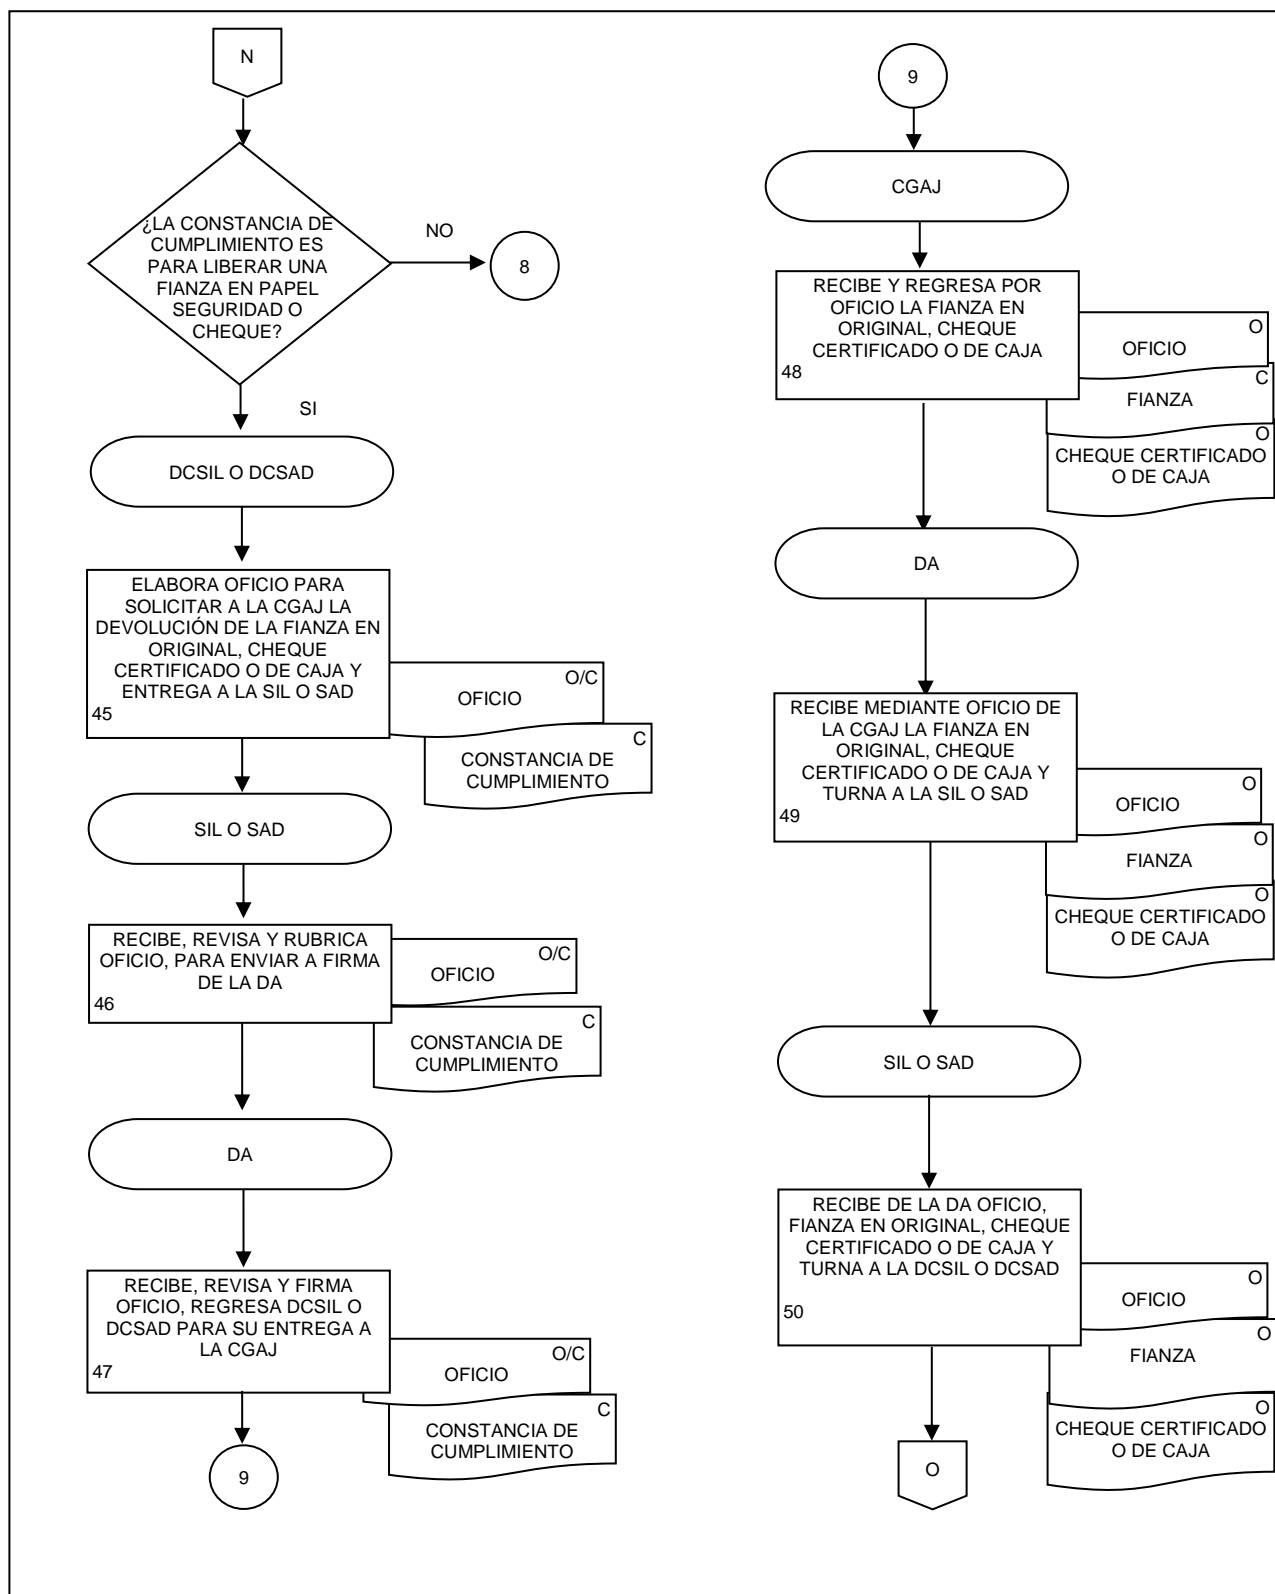 N
¿LA CONSTANCIA DE
CUMPLIMIENTO ES
PARA LIBERAR UNA
FIANZA EN PAPEL
SEGURIDAD O
CHEQUE?
NO
8
SI
DCSIL O DCSAD
ELABORA OFICIO PARA
SOLICITAR A LA CGAJ LA
DEVOLUCIÓN DE LA FIANZA EN
ORIGINAL, CHEQUE
CERTIFICADO O DE CAJA Y
ENTREGA A LA SIL O SAD
45
O/C
OFICIO
C
CONSTANCIA DE
CUMPLIMIENTO
SIL O SAD
RECIBE, REVISA Y RUBRICA
OFICIO, PARA ENVIAR A FIRMA
DE LA DA
46
O/C
OFICIO
C
CONSTANCIA DE
CUMPLIMIENTO
DA
RECIBE, REVISA Y FIRMA
OFICIO, REGRESA DCSIL O
DCSAD PARA SU ENTREGA A
LA CGAJ
47
O/C
OFICIO
C
CONSTANCIA DE
CUMPLIMIENTO
9
9
CGAJ
RECIBE Y REGRESA POR
OFICIO LA FIANZA EN
ORIGINAL, CHEQUE
CERTIFICADO O DE CAJA
48
O
OFICIO
C
FIANZA
O
CHEQUE CERTIFICADO
O DE CAJA
DA
RECIBE MEDIANTE OFICIO DE
LA CGAJ LA FIANZA EN
ORIGINAL, CHEQUE
CERTIFICADO O DE CAJA Y
TURNA A LA SIL O SAD
49
O
OFICIO
O
FIANZA
O
CHEQUE CERTIFICADO
O DE CAJA
SIL O SAD
RECIBE DE LA DA OFICIO,
FIANZA EN ORIGINAL, CHEQUE
CERTIFICADO O DE CAJA Y
TURNA A LA DCSIL O DCSAD
50
O
OFICIO
O
FIANZA
O
CHEQUE CERTIFICADO
O DE CAJA
O